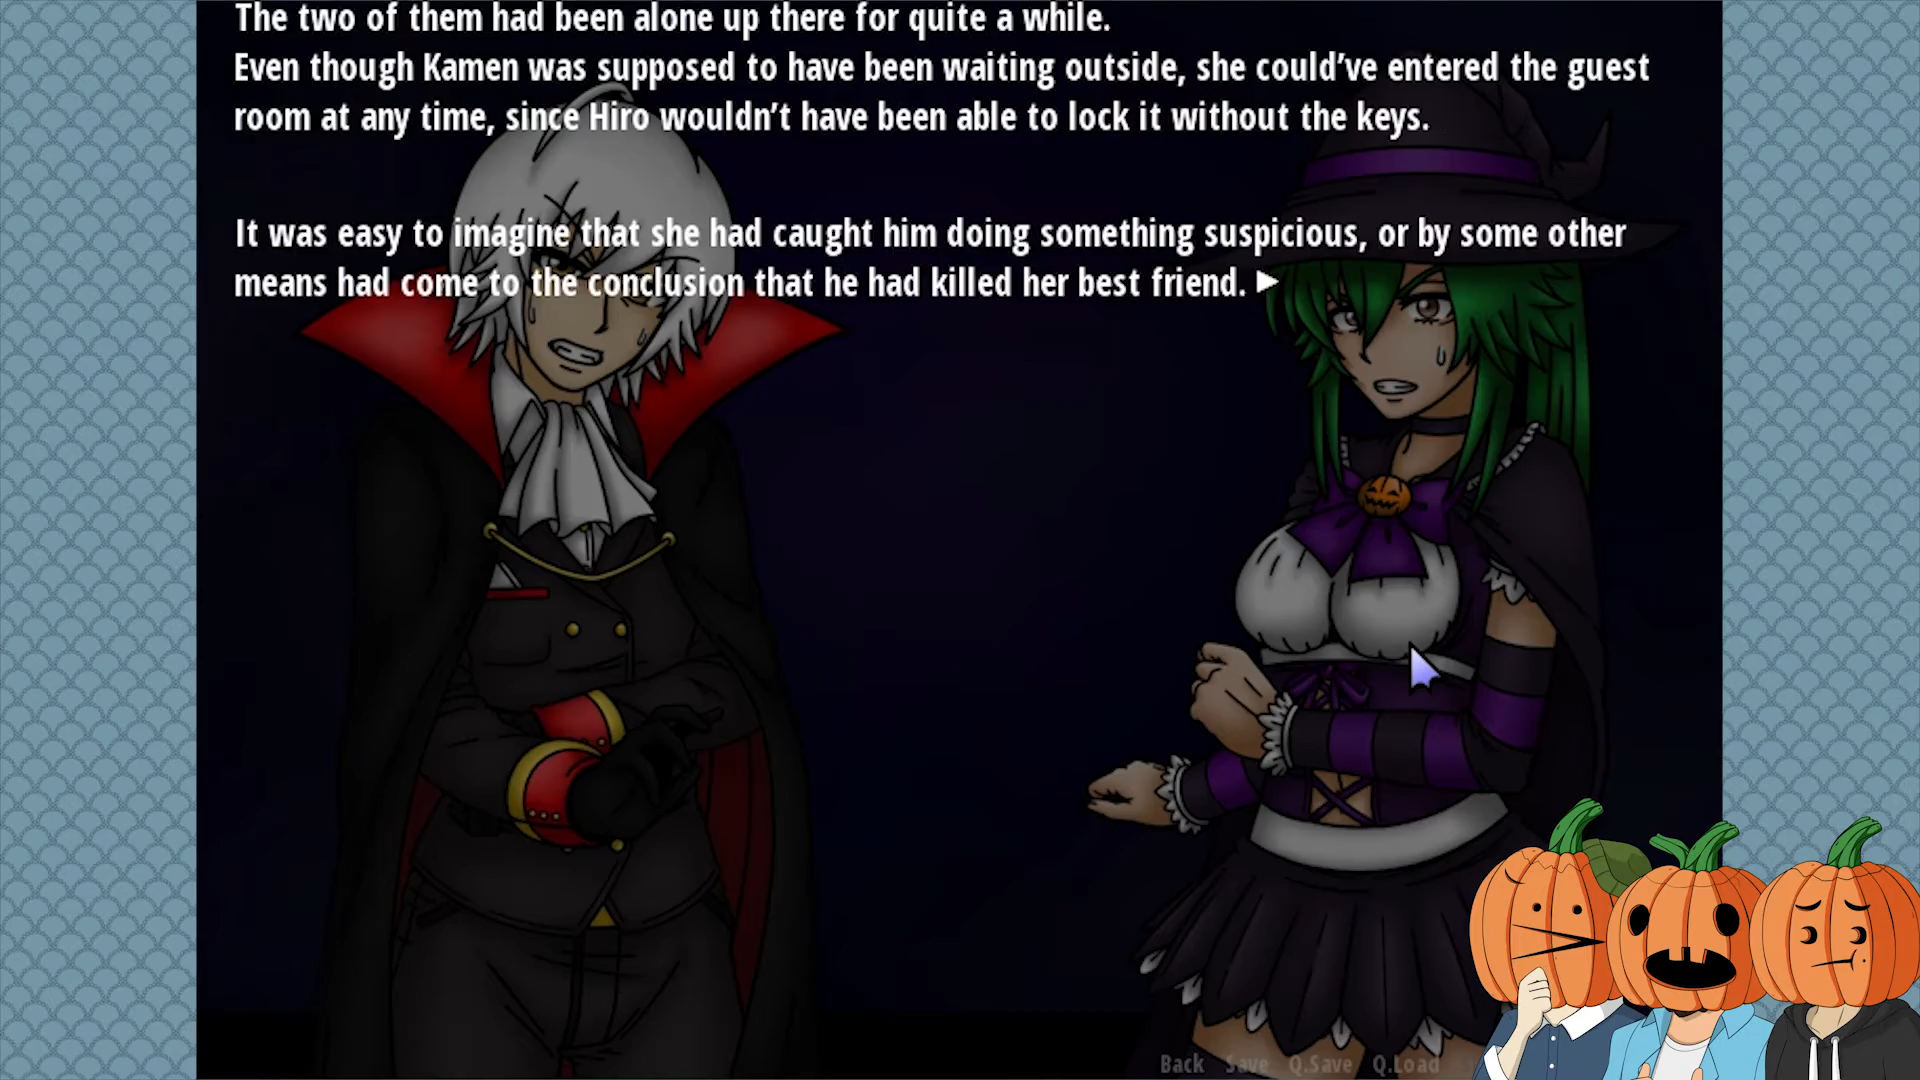 The two of them had been alone up there for quite a while.
Even though Kamen was supposed to have been waiting outside, she could’ve entered the guest
room at any time, since Hiro wouldn’t have been able to lock it without the keys.
It was easy to imagine that she had caught him doing something suspicious, or by some other
means had come to the conclusion that he had killed her best friend.
Back Save Q.Save Q.Load